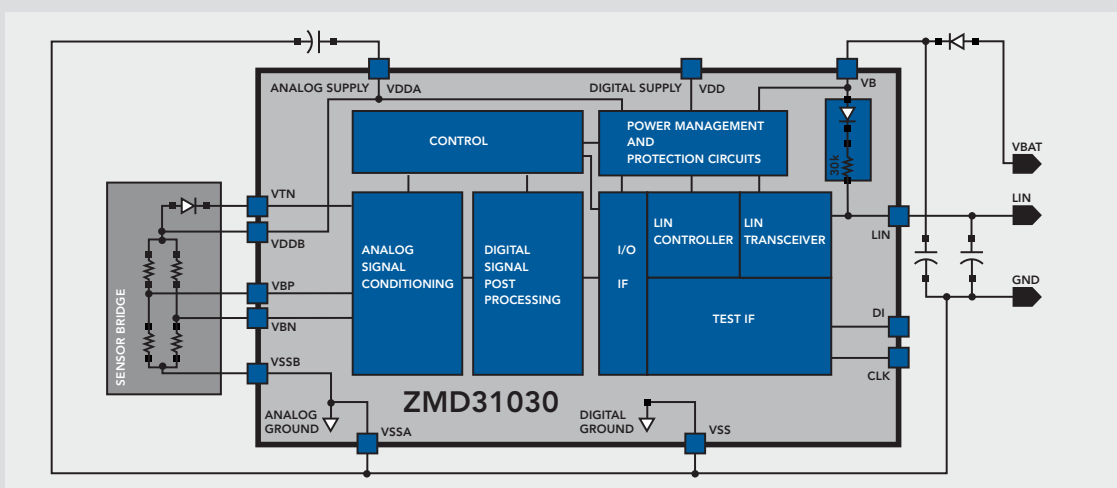 ANALOG SUPPLY
VDDA
DIGITAL SUPPLY
VDD
VB
CONTROL
POWER MANAGEMENT
AND
PROTECTION CIRCUITS
30k
VBAT
LIN
GND
SENSOR BRIDGE
VTN
VDDB
VBP
VBN
VSSB
ANALOG
SIGNAL
CONDITIONING
DIGITAL
SIGNAL
POST
PROCESSING
I/O
IF
LIN
CONTROLLER
LIN
TRANSCEIVER
TEST IF
LIN
DI
CLK
ZMD31030
ANALOG
GROUND
VSSA
DIGITAL
GROUND
VSS